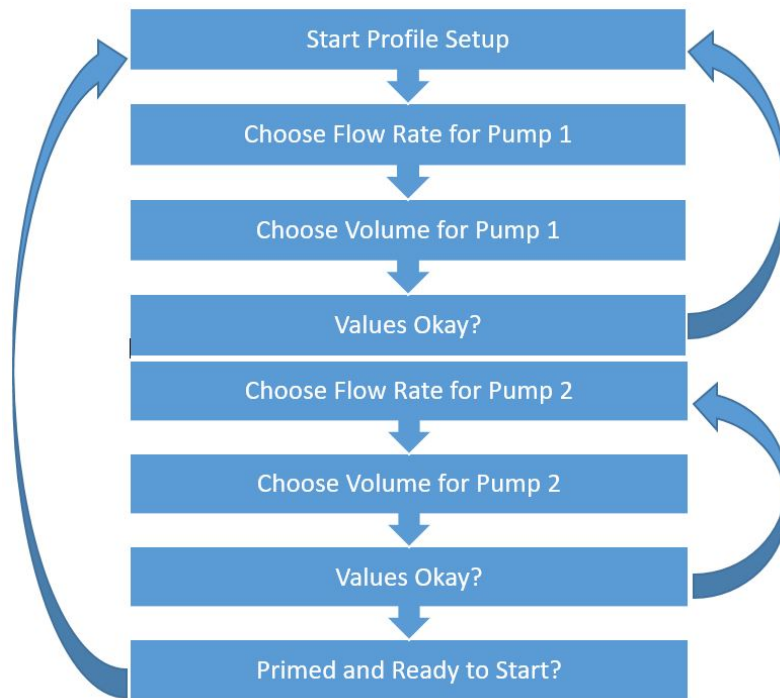 Start Profile Setup
Choose Flow Rate for Pump 1
Choose Volume for Pump 1
Values Okay?
Choose Flow Rate for Pump 2
Choose Volume for Pump 2
Values Okay?
Primed and Ready to Start?